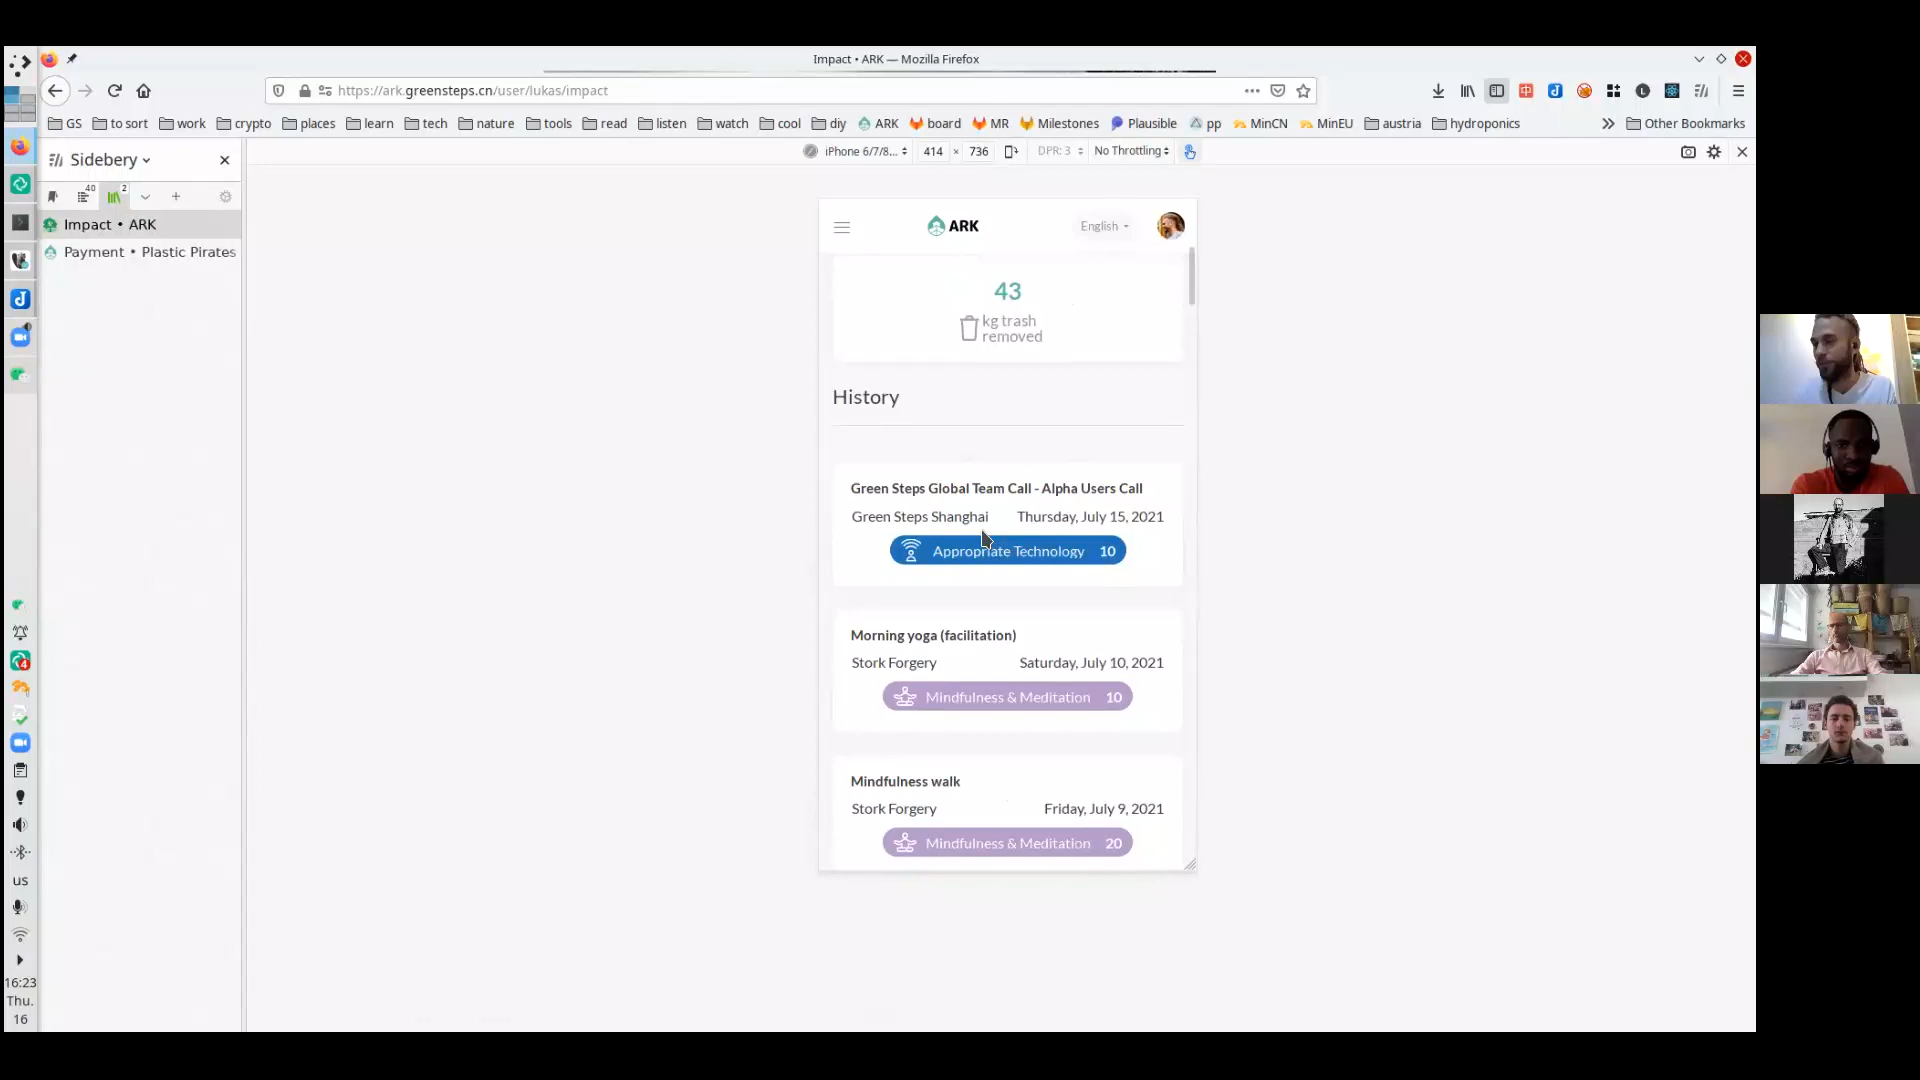 Impact • ARK — Mozilla Firefox
https://ark.greensteps.cn/user/lukas/impact
GS to sort work crypto places learn tech nature tools read listen watch cool diy ARK board MR Milestones Plausible pp MinCN MinEU austria hydroponics Other Bookmarks
Sidebery
iPhone 6/7/8... 414 × 736 DPR: 3 No Throttling
40 2
Impact • ARK
Payment • Plastic Pirates
ARK English
43
kg trash
removed
History
Green Steps Global Team Call - Alpha Users Call
Green Steps Shanghai Thursday, July 15, 2021
Appropriate Technology 10
Morning yoga (facilitation)
Stork Forgery Saturday, July 10, 2021
Mindfulness & Meditation 10
Mindfulness walk
Stork Forgery Friday, July 9, 2021
Mindfulness & Meditation 20
4
us
16:23
Thu.
16